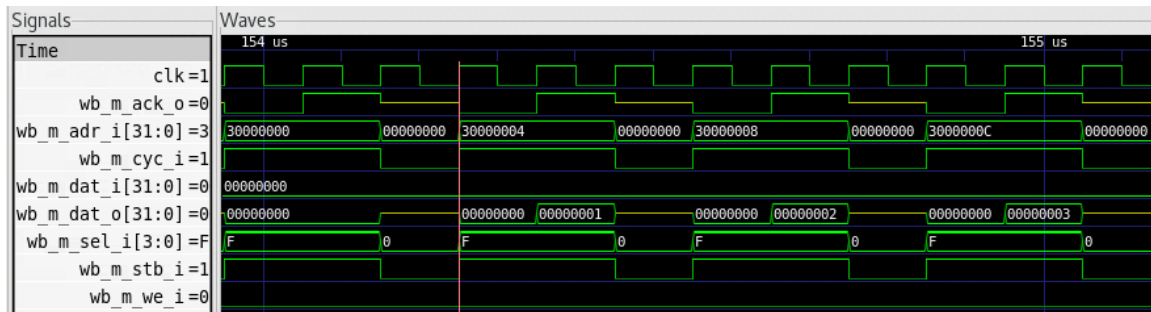 Signals Waves
Time 154 us 155 us
clk=1
wb_m_ack_o=0
wb_m_adr_i[31:0]=3 30000000 00000000 30000004 00000000 30000008 00000000 3000000C 00000000
wb_m_cyc_i=1
wb_m_dat_i[31:0]=0 00000000
wb_m_dat_o[31:0]=0 00000000 00000000 00000001 00000000 00000002 00000000 00000003
wb_m_sel_i[3:0]=F F 0 F 0 F 0 F 0
wb_m_stb_i=1
wb_m_we_i=0